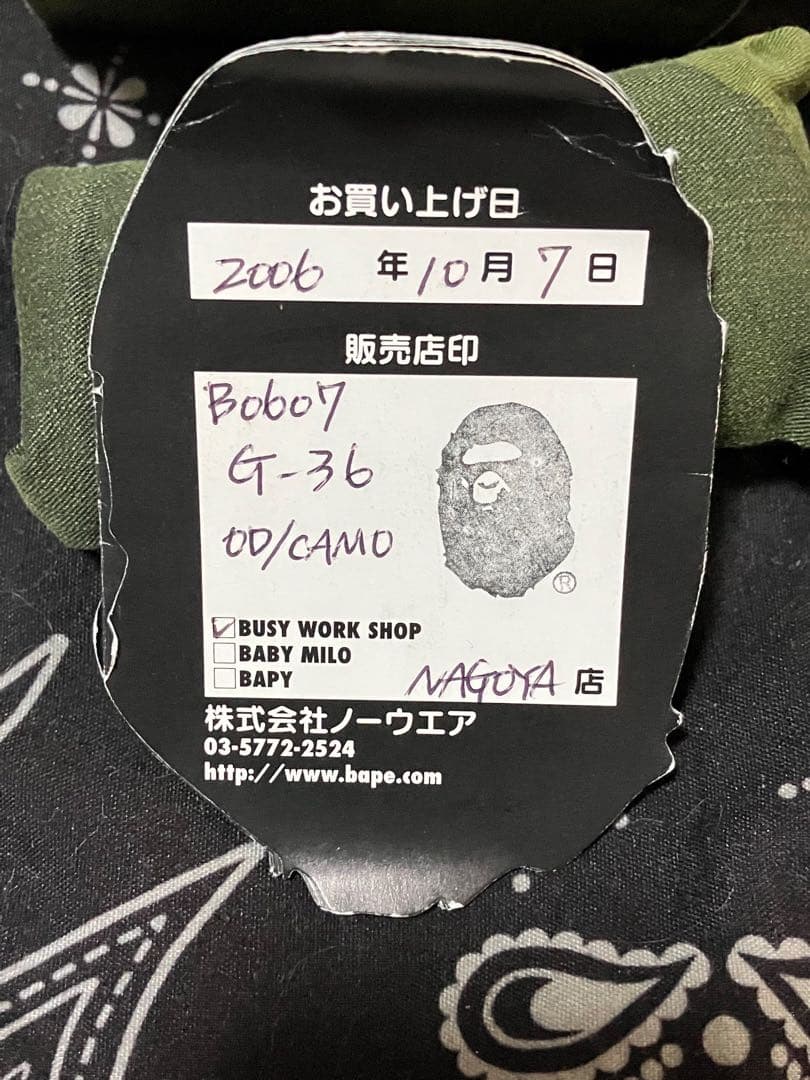 お買い上げ日
2006 年 10 月 7 日
販売店印
B0607
G-36
OD/CAMO
®
BUSY WORK SHOP
BABY MILO
BAPY
NAGOYA 店
株式会社ノーウエア
03-5772-2524
http://www.bape.com